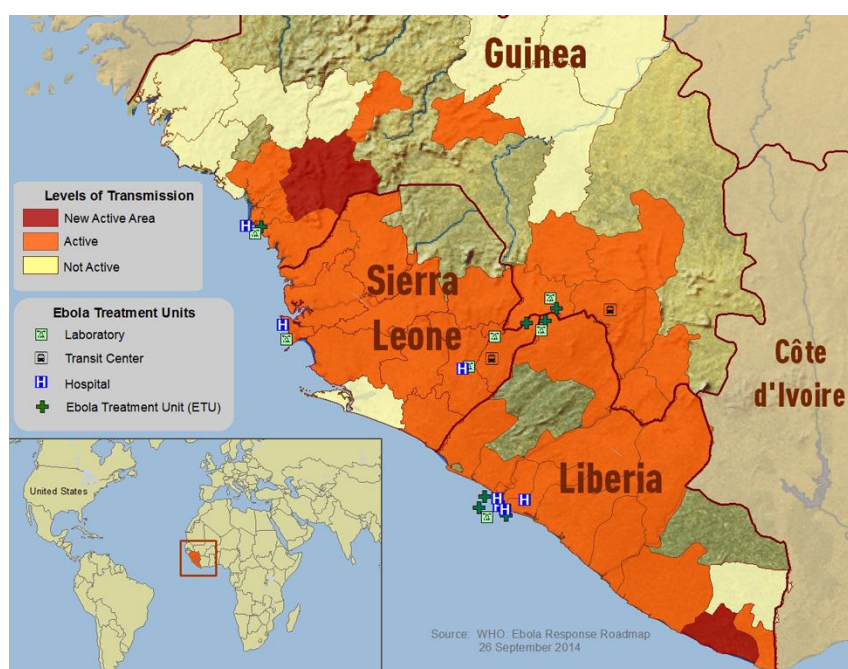 Guinea
Levels of Transmission
New Active Area
Active
Not Active
Ebola Treatment Units
Laboratory
Transit Center
Hospital
Ebola Treatment Unit (ETU)
Sierra
Leone
Côte
d'Ivoire
Liberia
United States
Source: WHO: Ebola Response Roadmap
26 September 2014
H
H
H
H
H
H
H